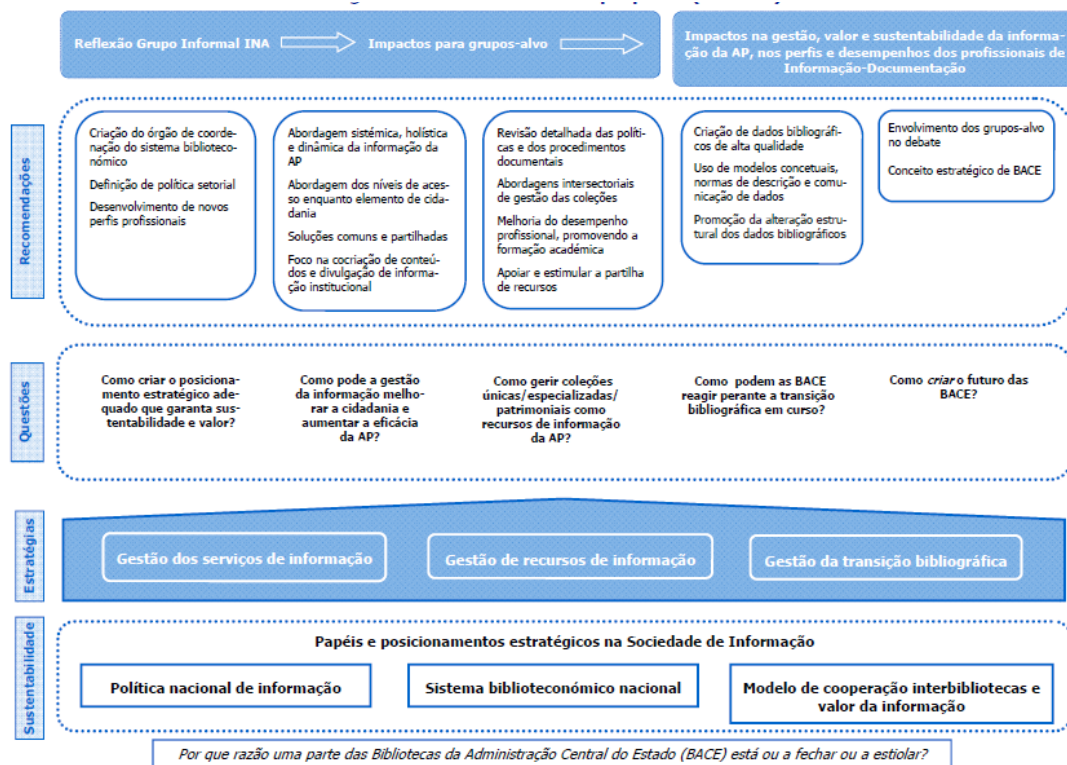 Reflexão Grupo Informal INA
Impactos para grupos-alvo
Impactos na gestão, valor e sustentabilidade da informa-
ção da AP, nos perfis e desempenhos dos profissionais de
Informação-Documentação
Recomendações
Criação do órgão de coorde-
nação do sistema biblioteco-
nómico
Definição de política setorial
Desenvolvimento de novos
perfis profissionais
Abordagem sistémica, holística
e dinâmica da informação da
AP
Abordagem dos níveis de aces-
so enquanto elemento de cida-
dania
Soluções comuns e partilhadas
Foco na cocriação de conteú-
dos e divulgação de informa-
ção institucional
Revisão detalhada das políti-
cas e dos procedimentos
documentais
Abordagens intersectoriais
de gestão das coleções
Melhoria do desempenho
profissional, promovendo a
formação académica
Apoiar e estimular a partilha
de recursos
Criação de dados bibliográfi-
cos de alta qualidade
Uso de modelos concetuais,
normas de descrição e comu-
nicação de dados
Promoção da alteração estru-
tural dos dados bibliográficos
Envolvimento dos grupos-alvo
no debate
Conceito estratégico de BACE
Questões
Como criar o posiciona-
mento estratégico ade-
quado que garanta sus-
tentabilidade e valor?
Como pode a gestão
da informação melho-
rar a cidadania e
aumentar a eficácia
da AP?
Como gerir coleções
únicas/especializadas/
patrimoniais como
recursos de informação
da AP?
Como podem as BACE
reagir perante a transição
bibliográfica em curso?
Como criar o futuro das
BACE?
Estratégias
Gestão dos serviços de informação
Gestão de recursos de informação
Gestão da transição bibliográfica
Sustentabilidade
Papéis e posicionamentos estratégicos na Sociedade de Informação
Política nacional de informação
Sistema biblioteconómico nacional
Modelo de cooperação interbibliotecas e
valor da informação
Por que razão uma parte das Bibliotecas da Administração Central do Estado (BACE) está ou a fechar ou a estiolar?